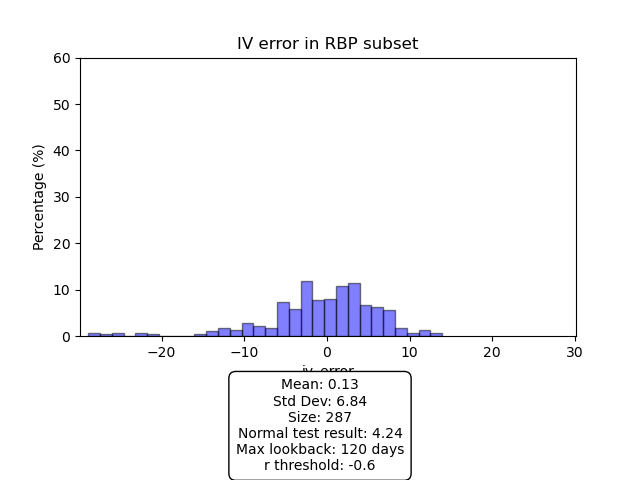 IV error in RBP subset
60
50
40
30
20
10
0
Percentage (%)
−20
−10
0
10
20
30
iv_error
Mean: 0.13
Std Dev: 6.84
Size: 287
Normal test result: 4.24
Max lookback: 120 days
r threshold: -0.6